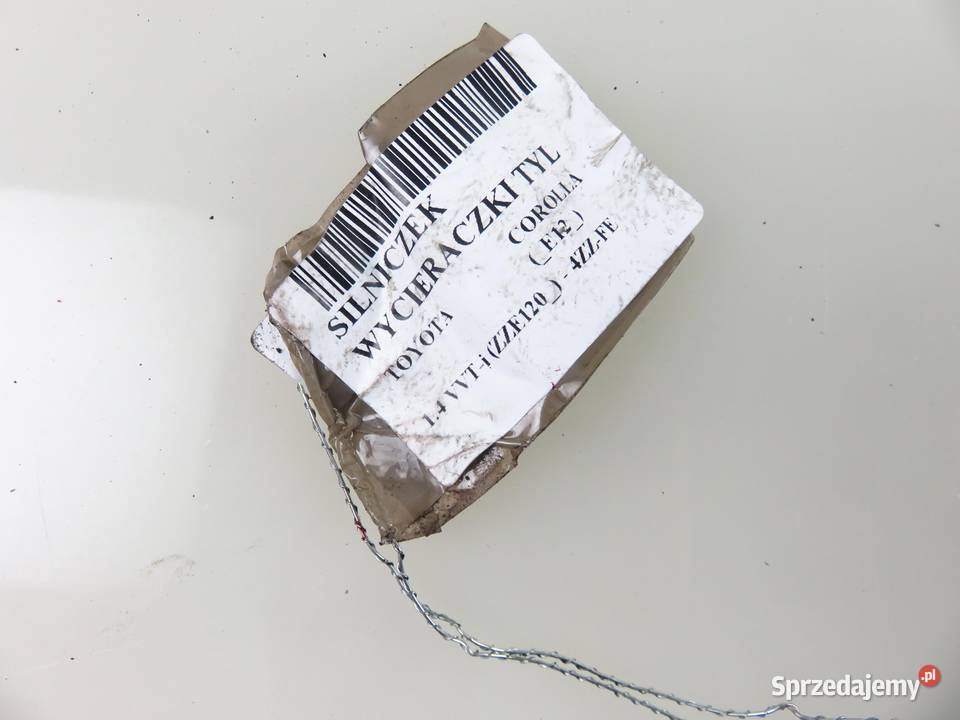 SILNICZEK
WYCIERACZKI TYL
TOYOTA COROLLA
(_E12_)
1.4 VVT-i (ZZE120_) - 4ZZ-FE
Sprzedajemy.pl